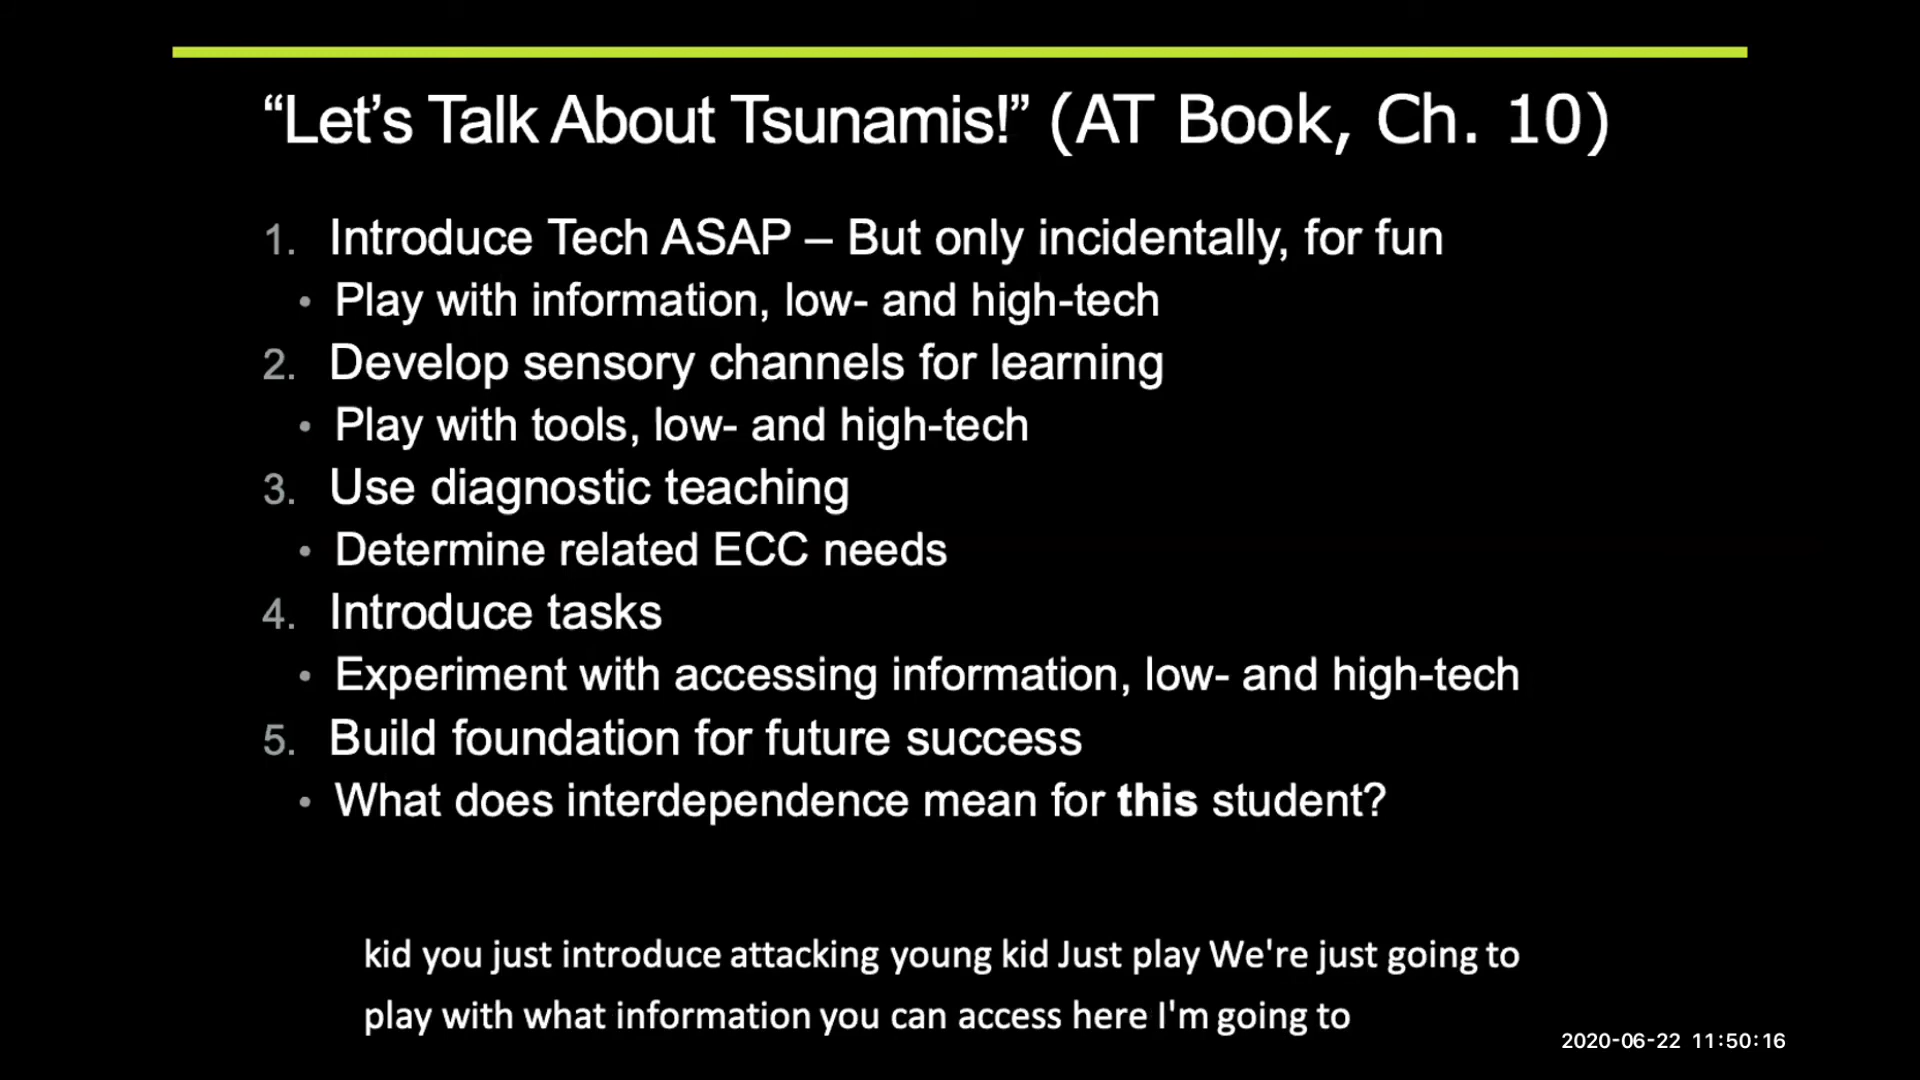 “Let’s Talk About Tsunamis!” (AT Book, Ch. 10)
1. Introduce Tech ASAP – But only incidentally, for fun
• Play with information, low- and high-tech
2. Develop sensory channels for learning
• Play with tools, low- and high-tech
3. Use diagnostic teaching
• Determine related ECC needs
4. Introduce tasks
• Experiment with accessing information, low- and high-tech
5. Build foundation for future success
• What does interdependence mean for this student?
kid you just introduce attacking young kid Just play We're just going to
play with what information you can access here I'm going to
2020-06-22 11:50:16